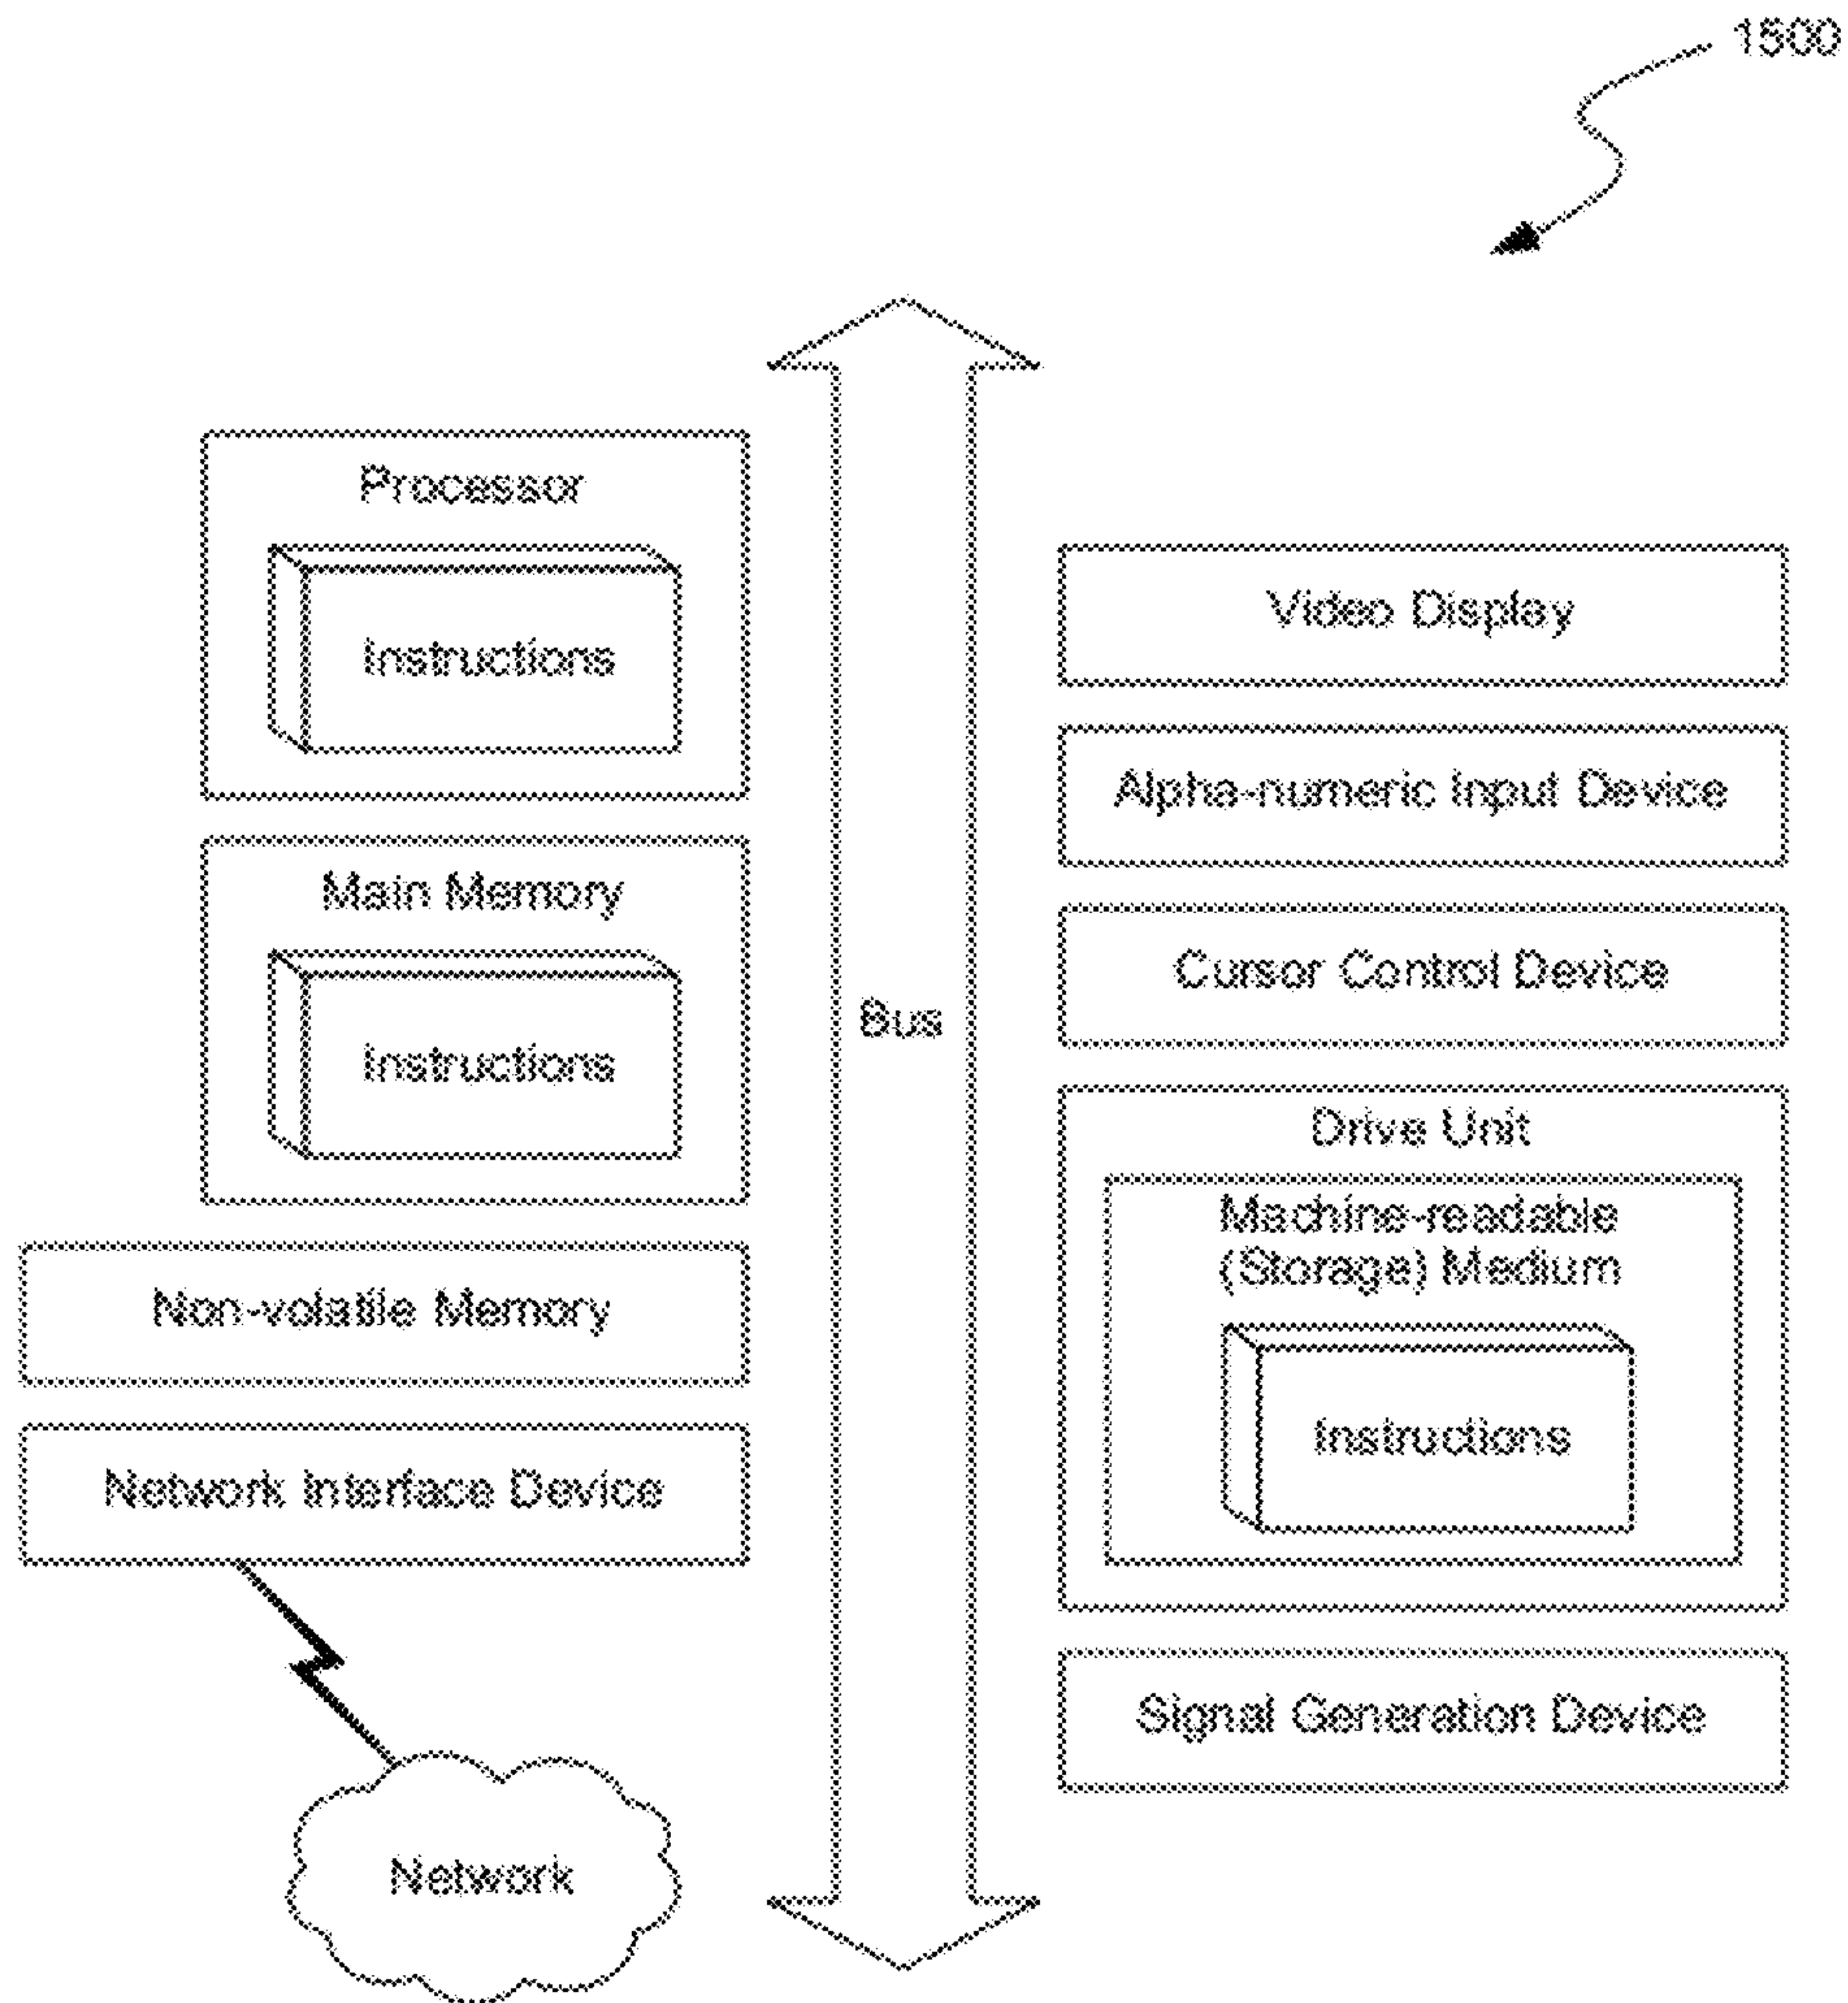 1500
Processor
Instructions
Main Memory
Instructions
Non-volatile Memory
Network Interface Device
Network
Bus
Video Display
Alpha-numeric Input Device
Cursor Control Device
Drive Unit
Machine-readable
(Storage) Medium
Instructions
Signal Generation Device